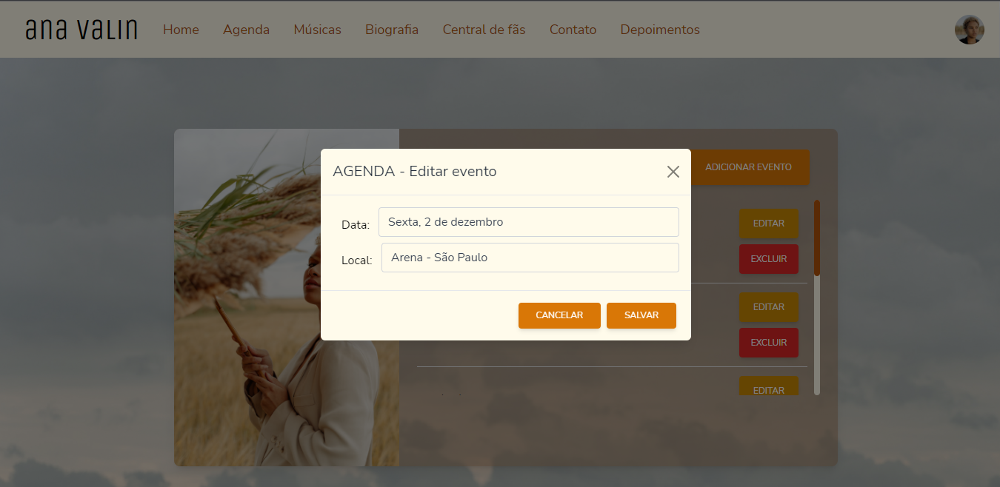 ana valin
Home Agenda Músicas Biografia Central de fãs Contato Depoimentos
AGENDA - Editar evento
ADICIONAR EVENTO
Data: Sexta, 2 de dezembro
EDITAR
Local: Arena - São Paulo
EXCLUIR
EDITAR
CANCELAR SALVAR
EXCLUIR
EDITAR